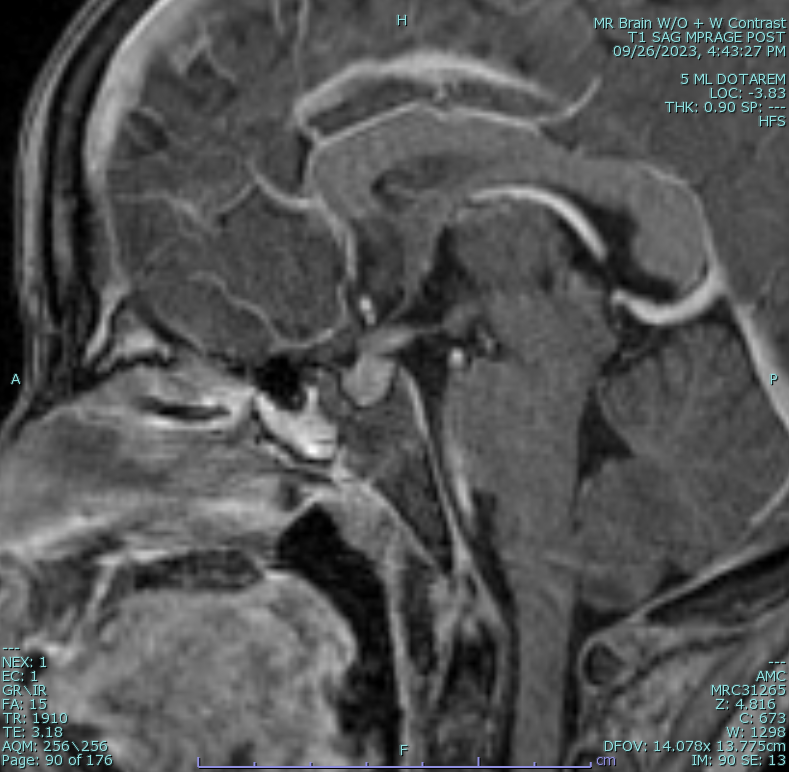 H
MR Brain W/O + W Contrast
T1 SAG MPRAGE POST
09/26/2023, 4:43:27 PM
5 ML DOTAREM
LOC: -3.83
THK: 0.90 SP: ---
HFS
A
P
---
NEX: 1
EC: 1
GR\IR
FA: 15
TR: 1910
TE: 3.18
AQM: 256\256
Page: 90 of 176
F
cm
---
AMC
MRC31265
Z: 4.816
C: 673
W: 1298
DFOV: 14.078x 13.775cm
IM: 90 SE: 13